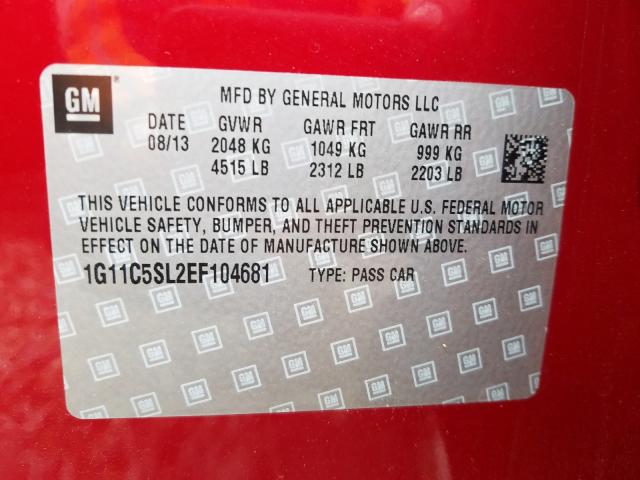 GM
MFD BY GENERAL MOTORS LLC
DATE GVWR GAWR FRT GAWR RR
08/13 2048 KG 1049 KG 999 KG
4515 LB 2312 LB 2203 LB
THIS VEHICLE CONFORMS TO ALL APPLICABLE U.S. FEDERAL MOTOR
VEHICLE SAFETY, BUMPER, AND THEFT PREVENTION STANDARDS IN
EFFECT ON THE DATE OF MANUFACTURE SHOWN ABOVE.
1G11C5SL2EF104681 TYPE: PASS CAR